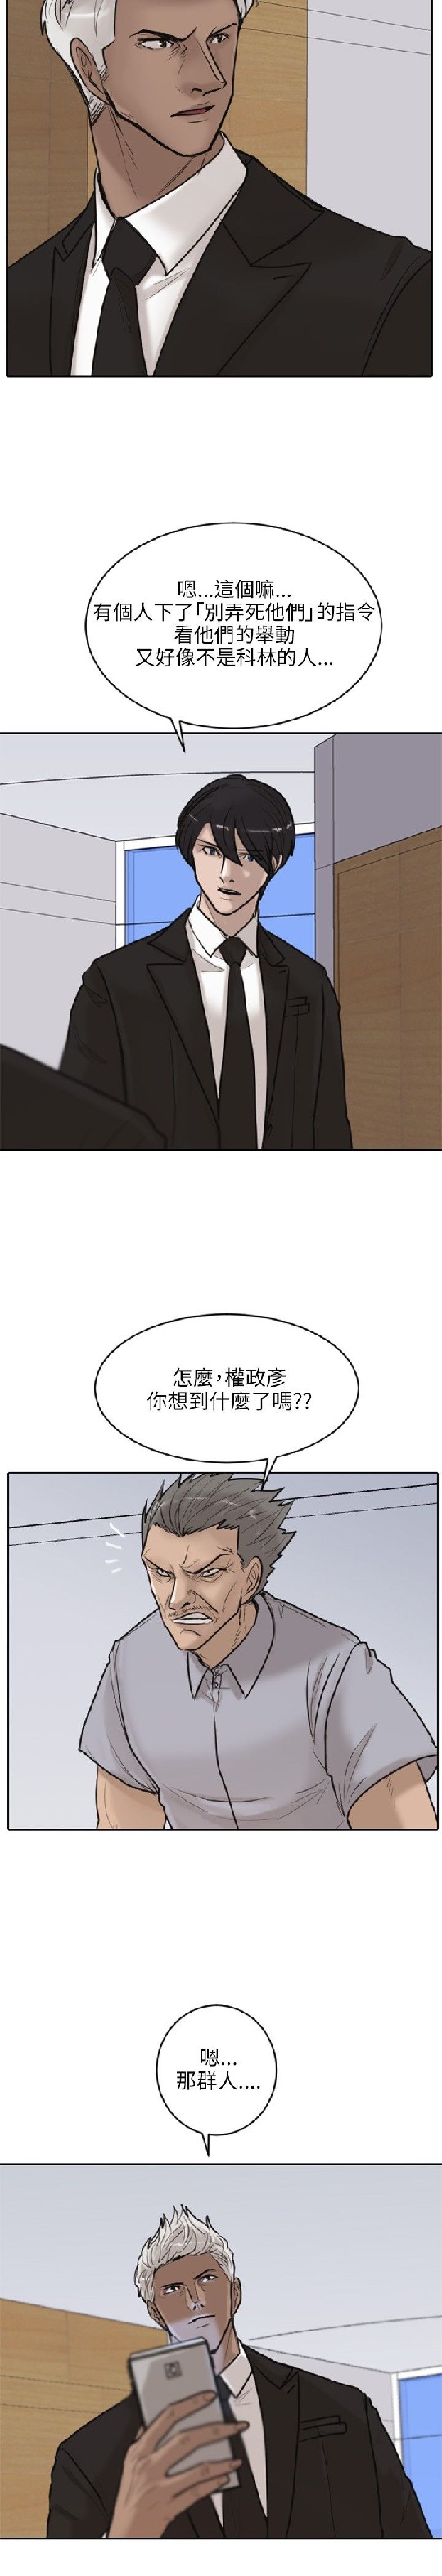 嗯...這個嘛...
有個人下了「別弄死他們」的指令
看他們的舉動
又好像不是科林的人...
怎麼,權政彥
你想到什麼了嗎??
嗯...
那群人....